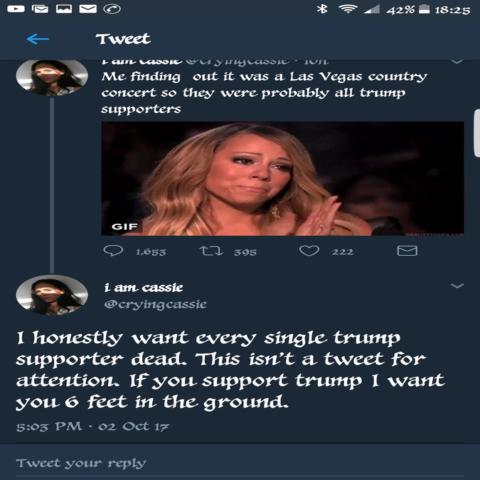 42% 18:25
Tweet
i am cassie @cryingcassie · 10h
Me finding out it was a Las Vegas country
concert so they were probably all trump
supporters
GIF
1,653 395 222
i am cassie
@cryingcassie
I honestly want every single trump
supporter dead. This isn't a tweet for
attention. If you support trump I want
you 6 feet in the ground.
5:03 PM · 02 Oct 17
Tweet your reply